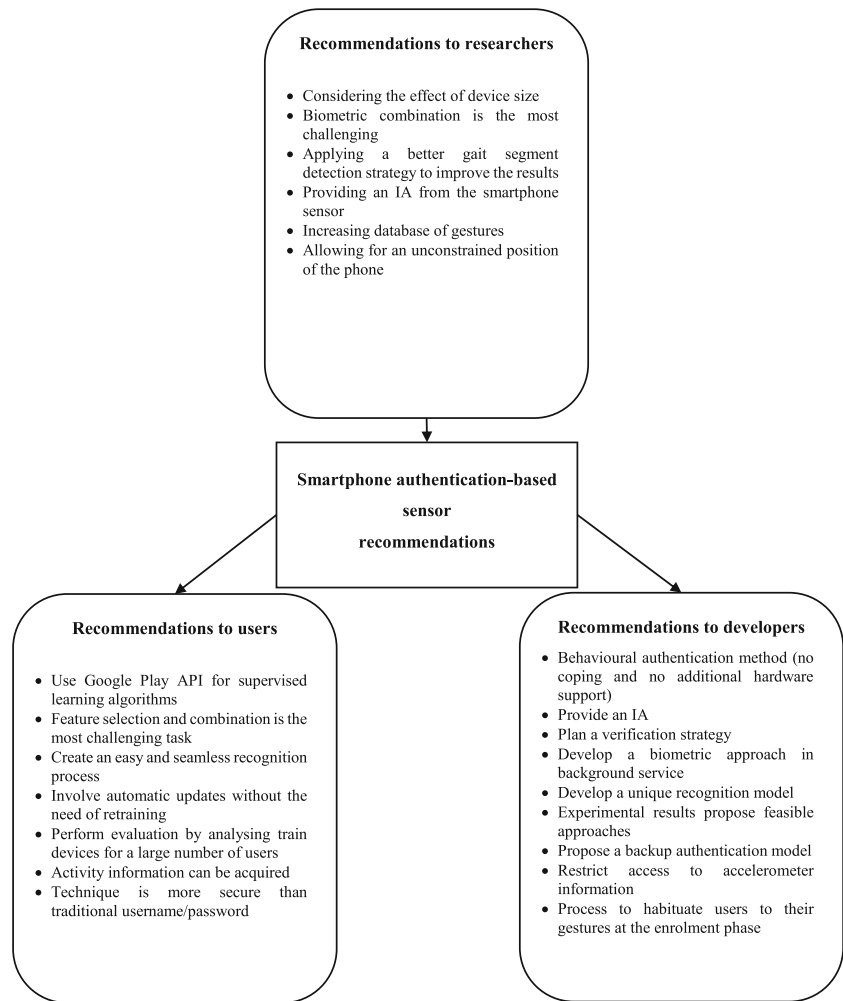 Recommendations to researchers
• Considering the effect of device size
• Biometric combination is the most
challenging
• Applying a better gait segment
detection strategy to improve the results
• Providing an IA from the smartphone
sensor
• Increasing database of gestures
• Allowing for an unconstrained position
of the phone
Smartphone authentication-based
sensor
recommendations
Recommendations to users
• Use Google Play API for supervised
learning algorithms
• Feature selection and combination is the
most challenging task
• Create an easy and seamless recognition
process
• Involve automatic updates without the
need of retraining
• Perform evaluation by analysing train
devices for a large number of users
• Activity information can be acquired
• Technique is more secure than
traditional username/password
Recommendations to developers
• Behavioural authentication method (no
coping and no additional hardware
support)
• Provide an IA
• Plan a verification strategy
• Develop a biometric approach in
background service
• Develop a unique recognition model
• Experimental results propose feasible
approaches
• Propose a backup authentication model
• Restrict access to accelerometer
information
• Process to habituate users to their
gestures at the enrolment phase